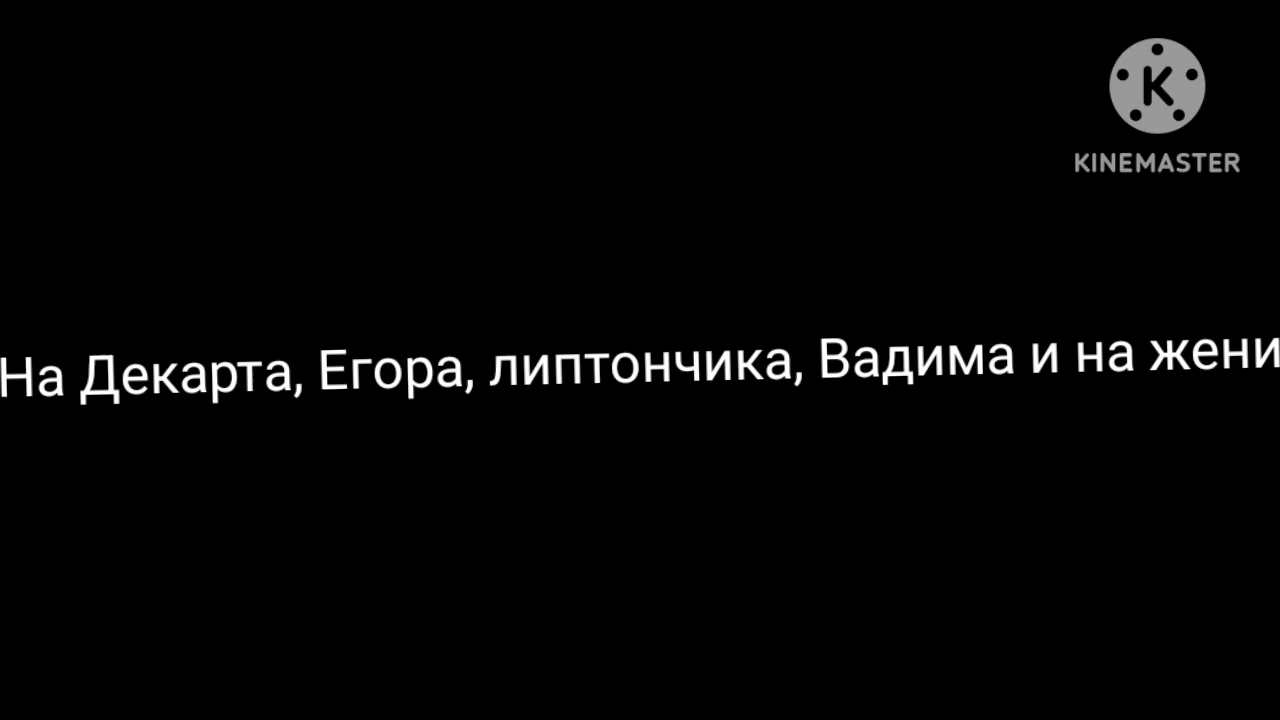 KINEMASTER
На Декарта, Егора, липтончика, Вадима и на жени